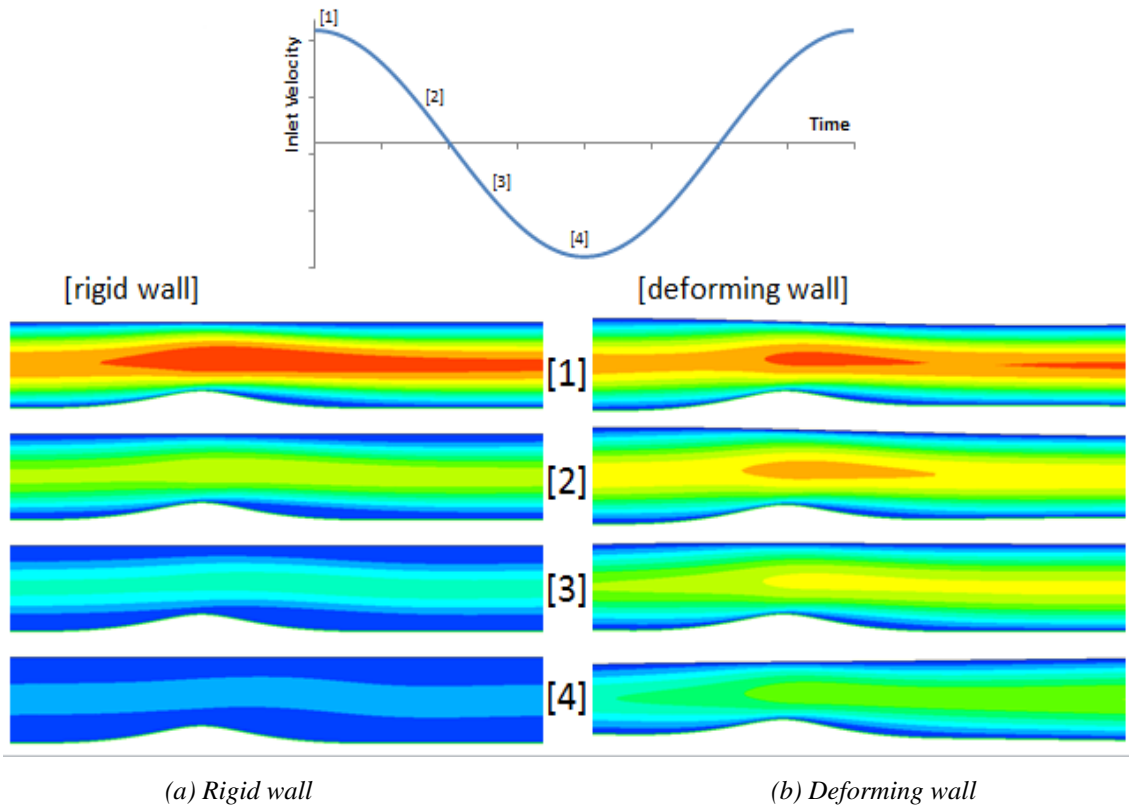 [1]
[2]
Inlet Velocity
Time
[3]
[4]
[rigid wall]
[deforming wall]
[1]
[2]
[3]
[4]
(a) Rigid wall
(b) Deforming wall